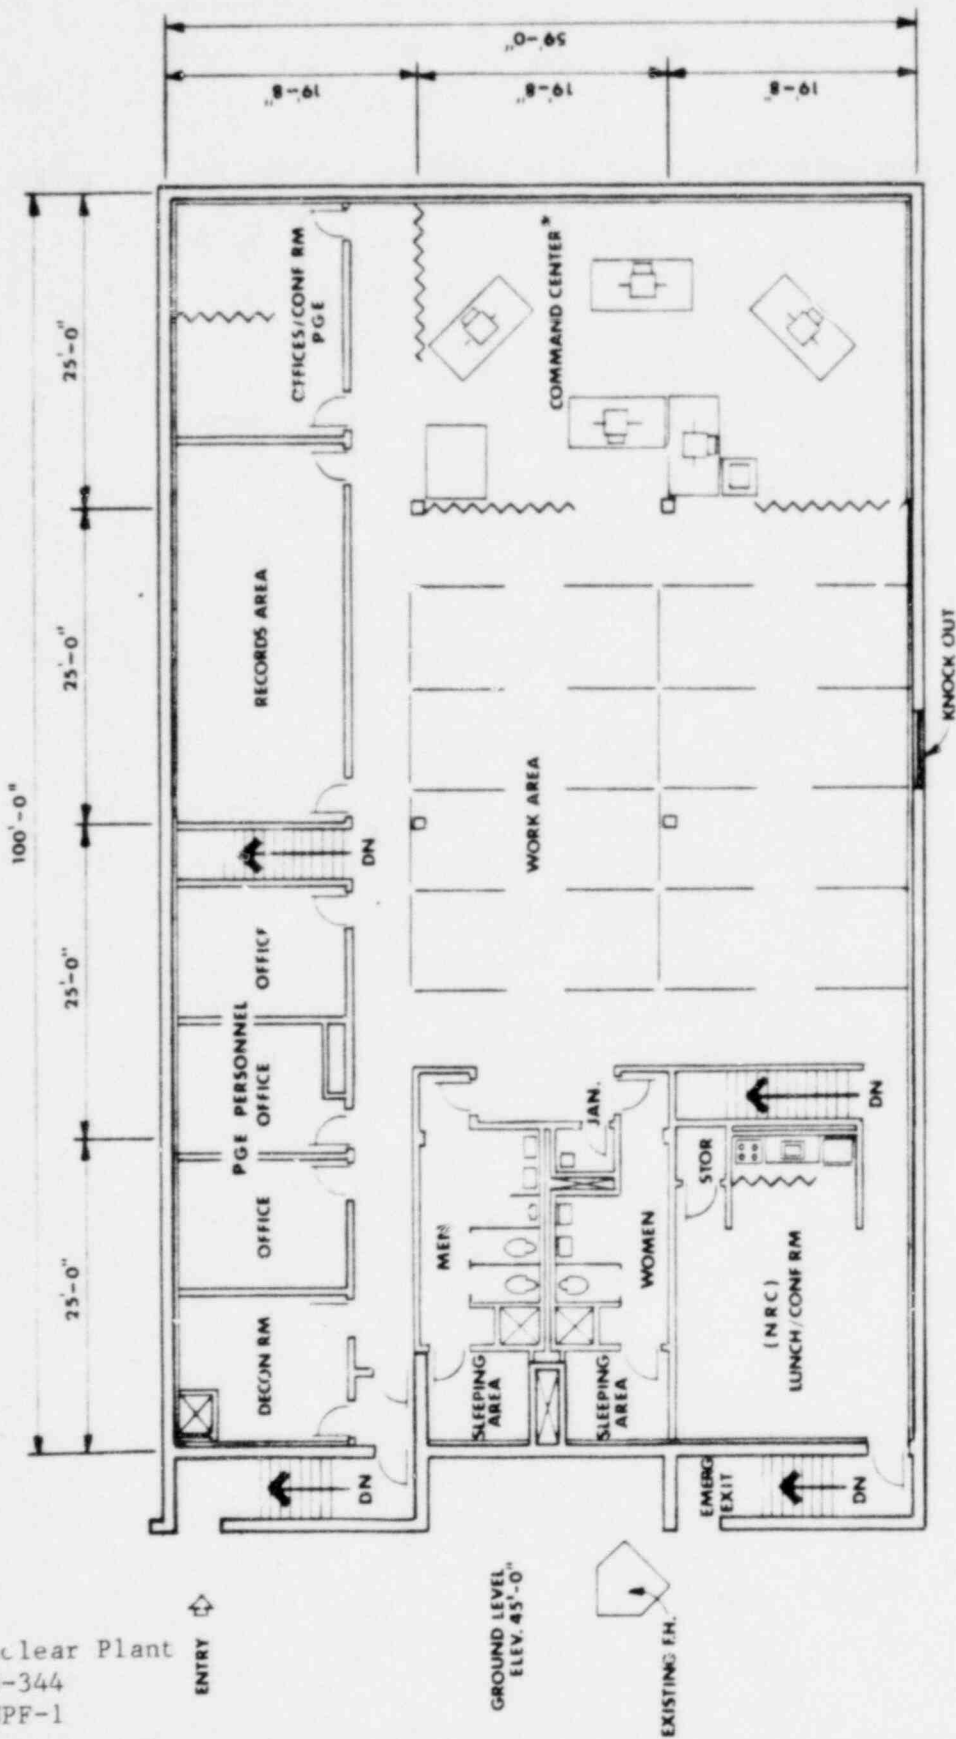 100'-0"
25'-0"
25'-0"
25'-0"
25'-0"
59'-0"
19'-8"
19'-8"
19'-8"
DECON RM
OFFICE
PGE PERSONNEL
OFFICE
OFFICE
DN
RECORDS AREA
OFFICES/CONF RM
PGE
COMMAND CENTER*
WORK AREA
MEN
JAN.
WOMEN
SLEEPING
AREA
SLEEPING
AREA
STOR
(NRC)
LUNCH/CONF RM
DN
DN
EMERG
EXIT
DN
KNOCK OUT
ENTRY
GROUND LEVEL
ELEV. 45'-0"
EXISTING F.H.
clear Plant
-344
PF-1